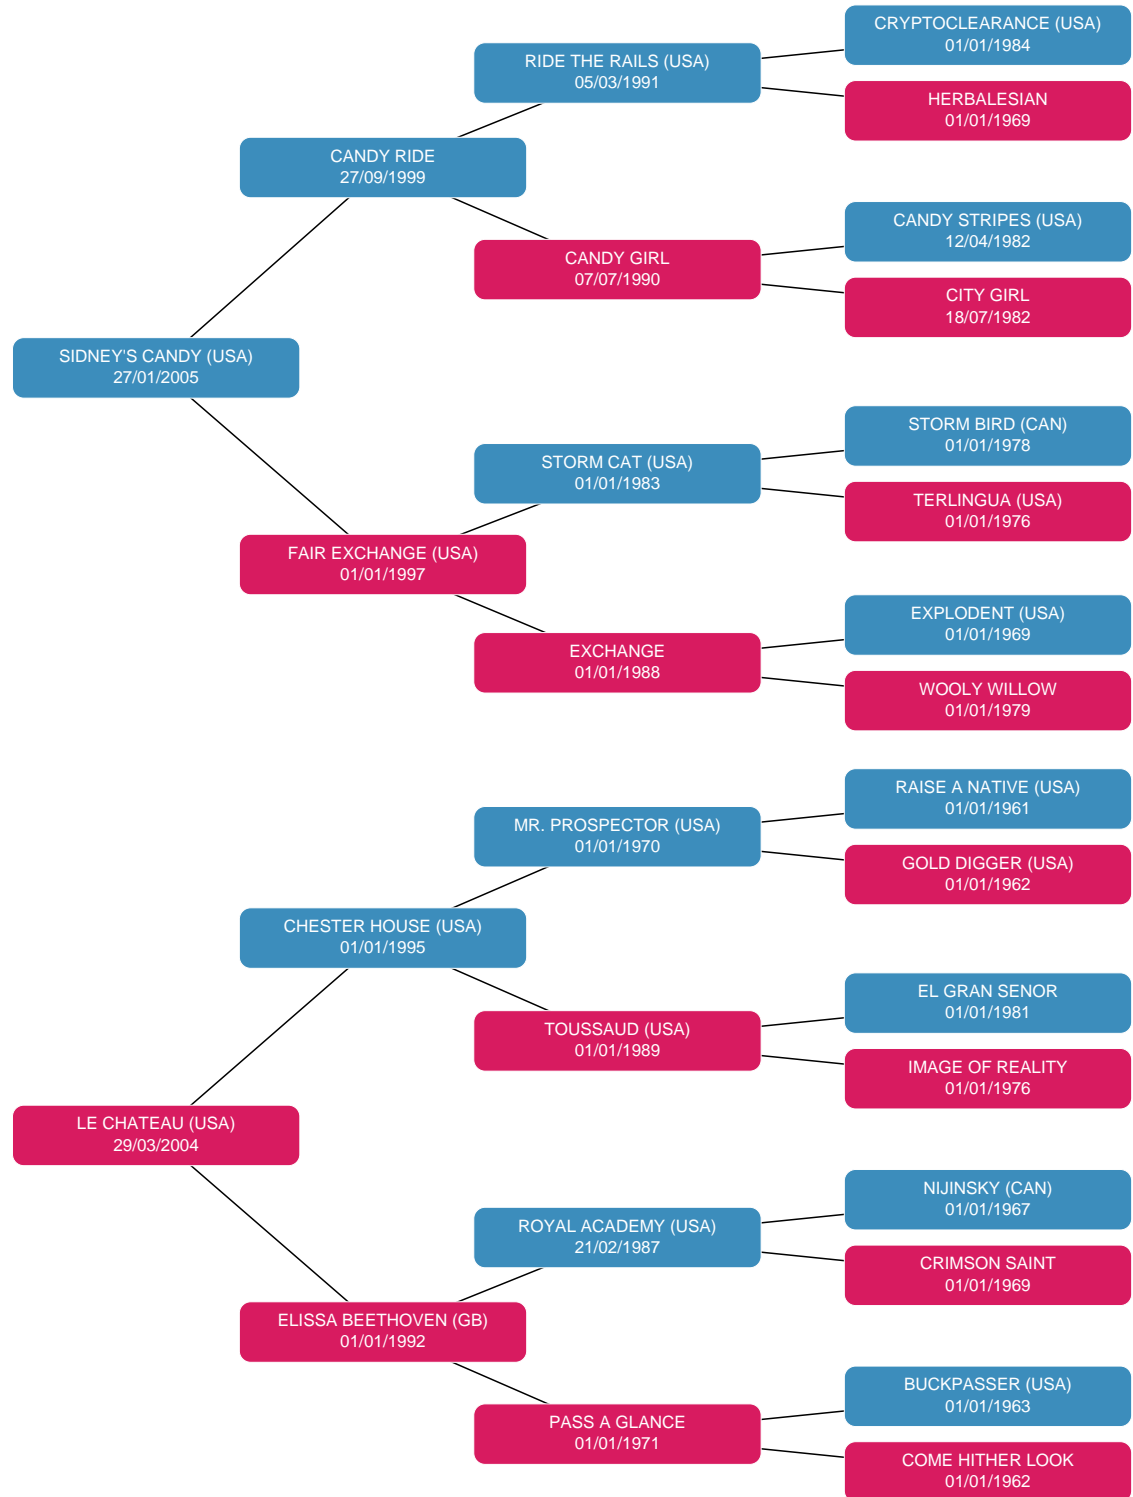 CRYPTOCLEARANCE (USA)
01/01/1984
RIDE THE RAILS (USA)
05/03/1991
HERBALESIAN
01/01/1969
CANDY RIDE
27/09/1999
CANDY STRIPES (USA)
12/04/1982
CANDY GIRL
07/07/1990
CITY GIRL
18/07/1982
SIDNEY'S CANDY (USA)
27/01/2005
STORM BIRD (CAN)
01/01/1978
STORM CAT (USA)
01/01/1983
TERLINGUA (USA)
01/01/1976
FAIR EXCHANGE (USA)
01/01/1997
EXPLODENT (USA)
01/01/1969
EXCHANGE
01/01/1988
WOOLY WILLOW
01/01/1979
RAISE A NATIVE (USA)
01/01/1961
MR. PROSPECTOR (USA)
01/01/1970
GOLD DIGGER (USA)
01/01/1962
CHESTER HOUSE (USA)
01/01/1995
EL GRAN SENOR
01/01/1981
TOUSSAUD (USA)
01/01/1989
IMAGE OF REALITY
01/01/1976
LE CHATEAU (USA)
29/03/2004
NIJINSKY (CAN)
01/01/1967
ROYAL ACADEMY (USA)
21/02/1987
CRIMSON SAINT
01/01/1969
ELISSA BEETHOVEN (GB)
01/01/1992
BUCKPASSER (USA)
01/01/1963
PASS A GLANCE
01/01/1971
COME HITHER LOOK
01/01/1962